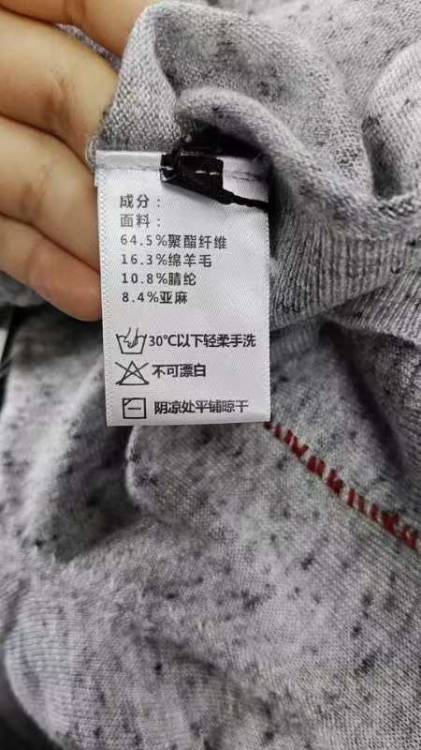 成分：
面料：
64.5%聚酯纤维
16.3%绵羊毛
10.8%腈纶
8.4%亚麻
30℃以下轻柔手洗
不可漂白
阴凉处平铺晾干